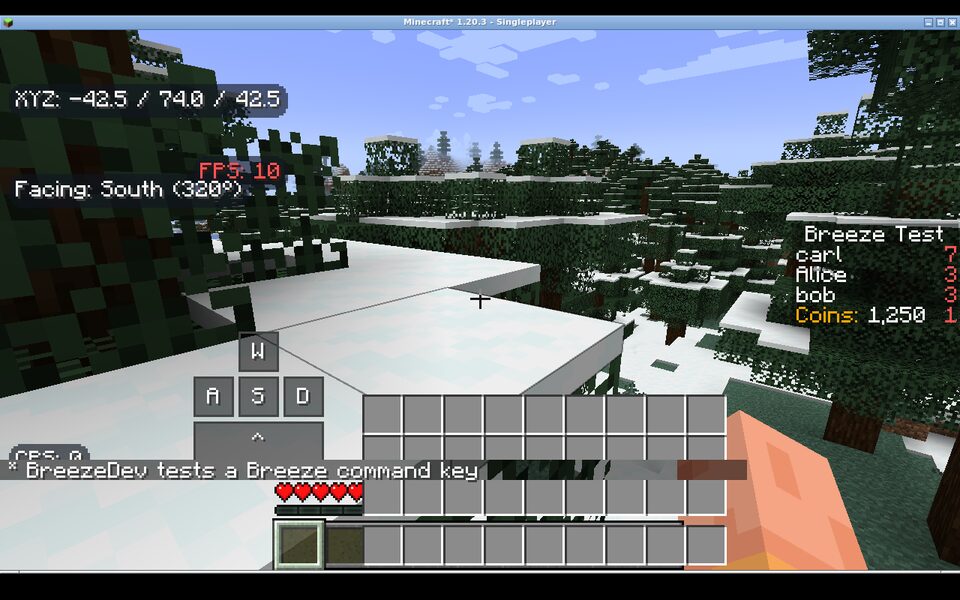 Minecraft* 1.20.3 - Singleplayer
XYZ: -42.5 / 74.0 / 42.5
FPS: 10
Facing: South (320°)
Breeze Test
carl 7
Alice 3
bob 3
Coins: 1,250 1
W
A S D
^
CPS: 0
* BreezeDev tests a Breeze command key